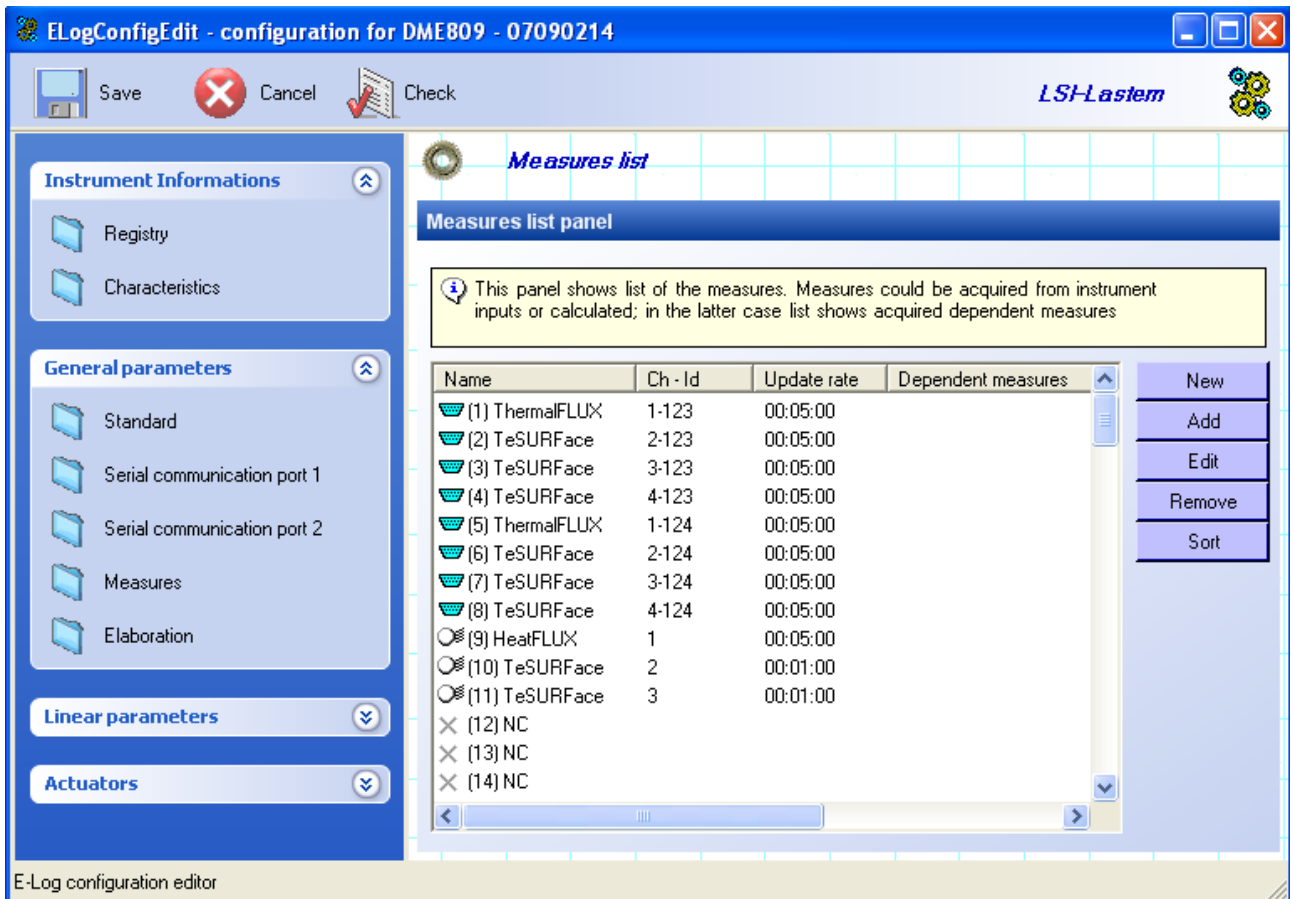 ELogConfigEdit - configuration for DME809 - 07090214
Save Cancel Check LSI-Lastem
Instrument Informations
Registry
Characteristics
General parameters
Standard
Serial communication port 1
Serial communication port 2
Measures
Elaboration
Linear parameters
Actuators
Measures list
Measures list panel
This panel shows list of the measures. Measures could be acquired from instrument
inputs or calculated; in the latter case list shows acquired dependent measures
Name Ch - Id Update rate Dependent measures
(1) ThermalFLUX 1-123 00:05:00
(2) TeSURFace 2-123 00:05:00
(3) TeSURFace 3-123 00:05:00
(4) TeSURFace 4-123 00:05:00
(5) ThermalFLUX 1-124 00:05:00
(6) TeSURFace 2-124 00:05:00
(7) TeSURFace 3-124 00:05:00
(8) TeSURFace 4-124 00:05:00
(9) HeatFLUX 1 00:05:00
(10) TeSURFace 2 00:01:00
(11) TeSURFace 3 00:01:00
(12) NC
(13) NC
(14) NC
New
Add
Edit
Remove
Sort
E-Log configuration editor